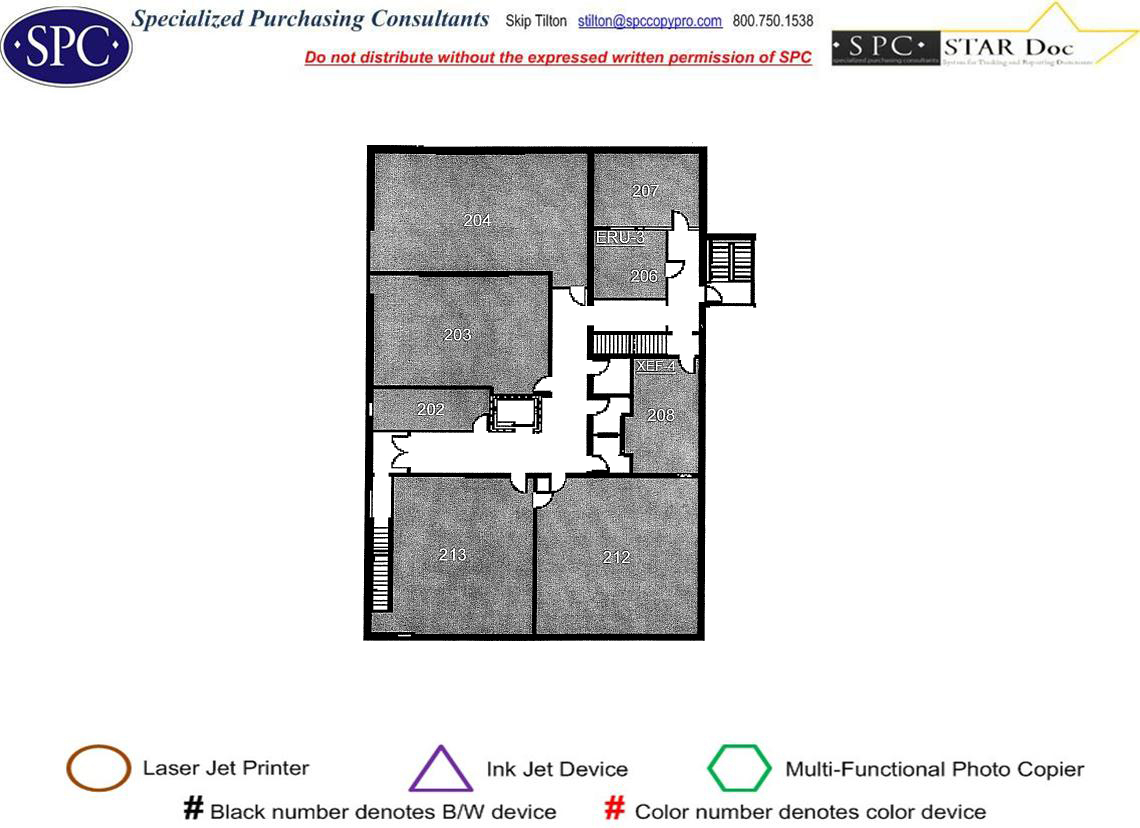 ·SPC·
Specialized Purchasing Consultants Skip Tilton stilton@spccopypro.com 800.750.1538
Do not distribute without the expressed written permission of SPC
· S P C · STAR Doc
specialized purchasing consultants System for Tracking and Reporting Documents
207
204
ERU-3
206
203
XEF-4
202
208
213
212
Laser Jet Printer Ink Jet Device Multi-Functional Photo Copier
# Black number denotes B/W device # Color number denotes color device